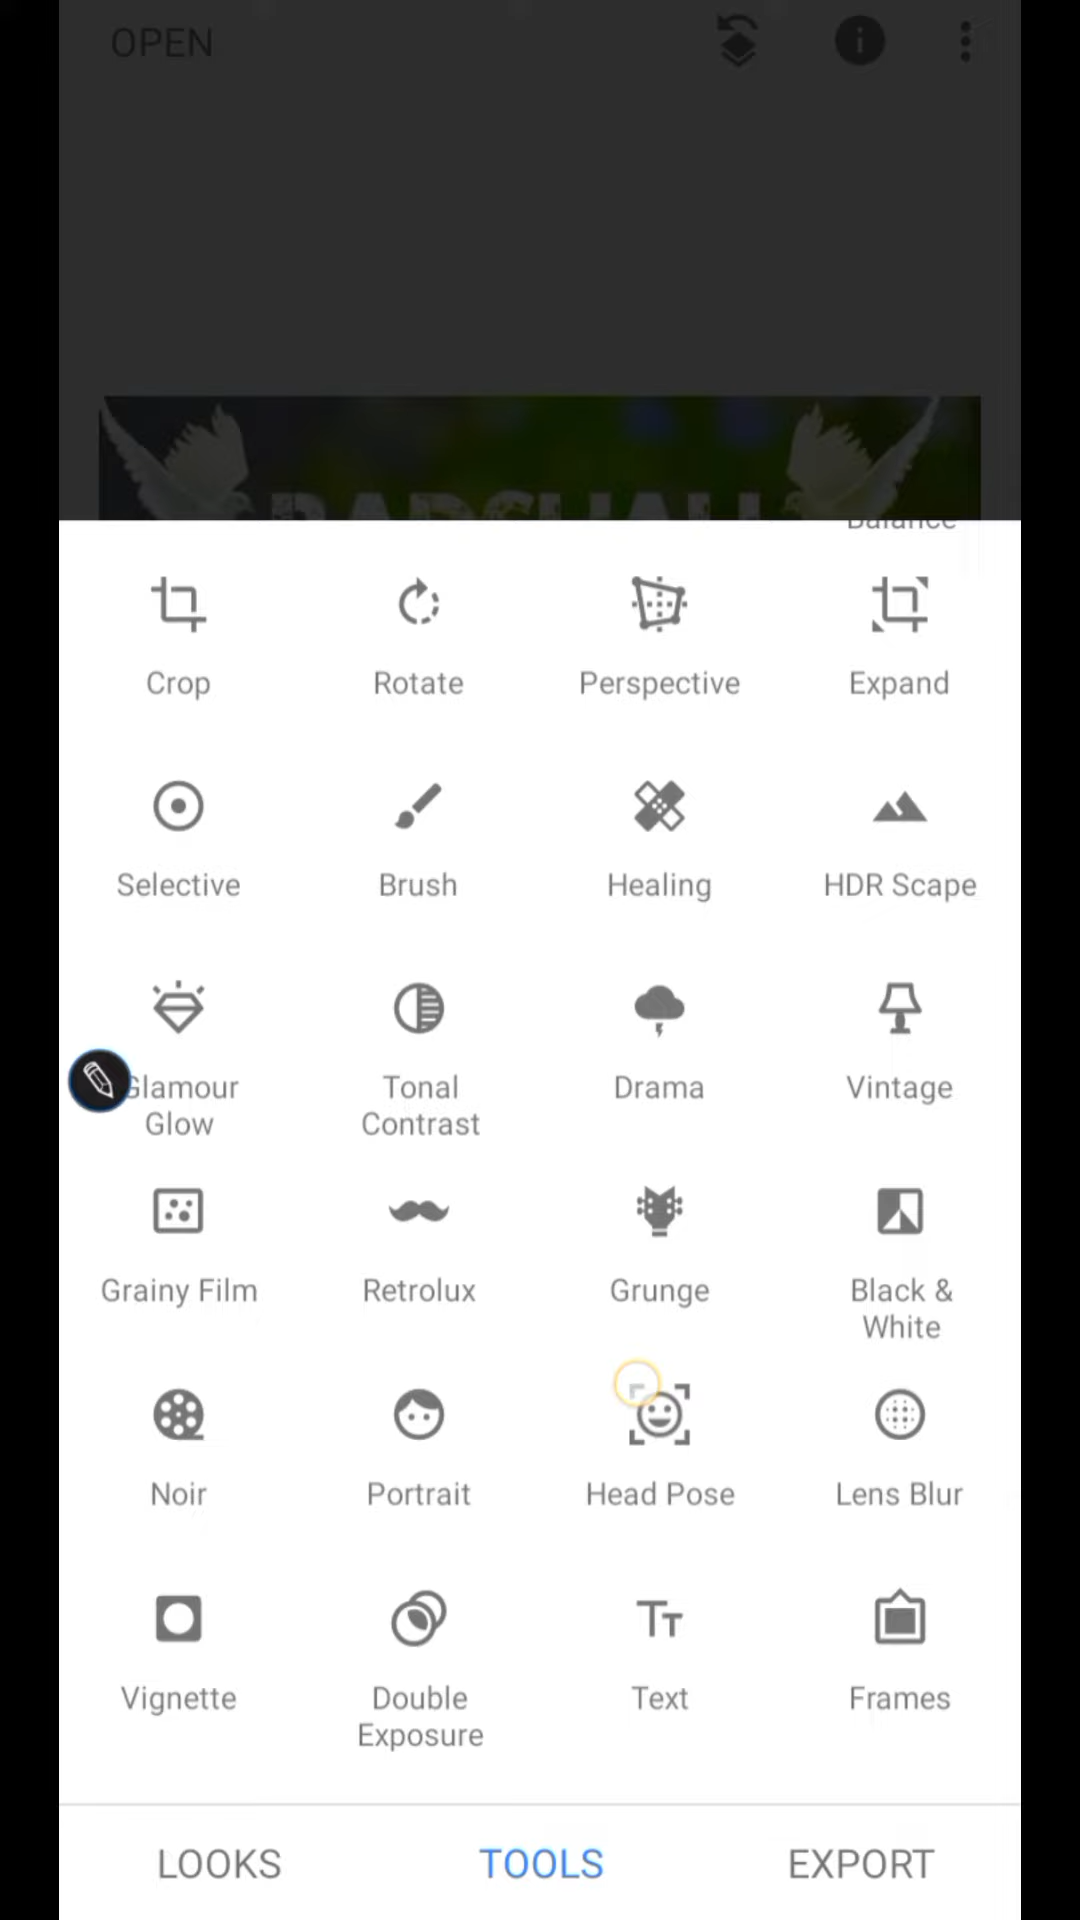 OPEN
Balance
Crop
Rotate
Perspective
Expand
Selective
Brush
Healing
HDR Scape
Glamour
Glow
Tonal
Contrast
Drama
Vintage
Grainy Film
Retrolux
Grunge
Black &
White
Noir
Portrait
Head Pose
Lens Blur
Vignette
Double
Exposure
Text
Frames
LOOKS
TOOLS
EXPORT